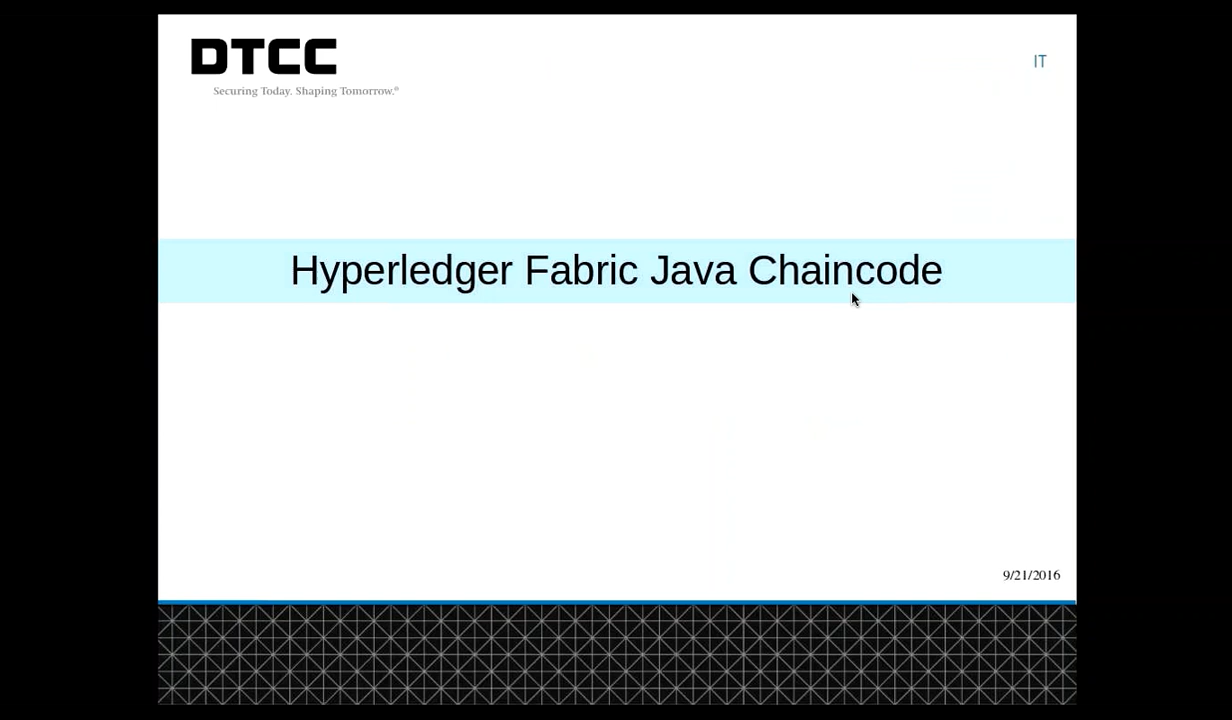 DTCC
IT
Securing Today. Shaping Tomorrow.®
Hyperledger Fabric Java Chaincode
9/21/2016